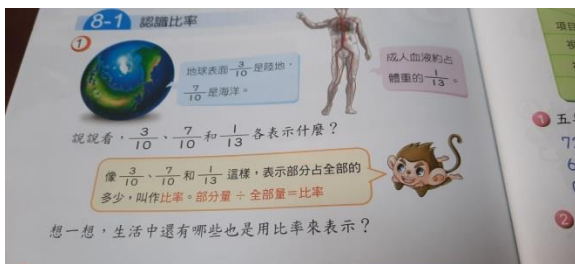 8-1 認識比率
1
地球表面 3/10 是陸地,
7/10 是海洋。
成人血液約占
體重的 1/13。
說說看,3/10、7/10 和 1/13 各表示什麼?
像 3/10、7/10 和 1/13 這樣,表示部分占全部的
多少,叫作比率。部分量÷全部量=比率
想一想,生活中還有哪些也是用比率來表示?
項目
1 五
2